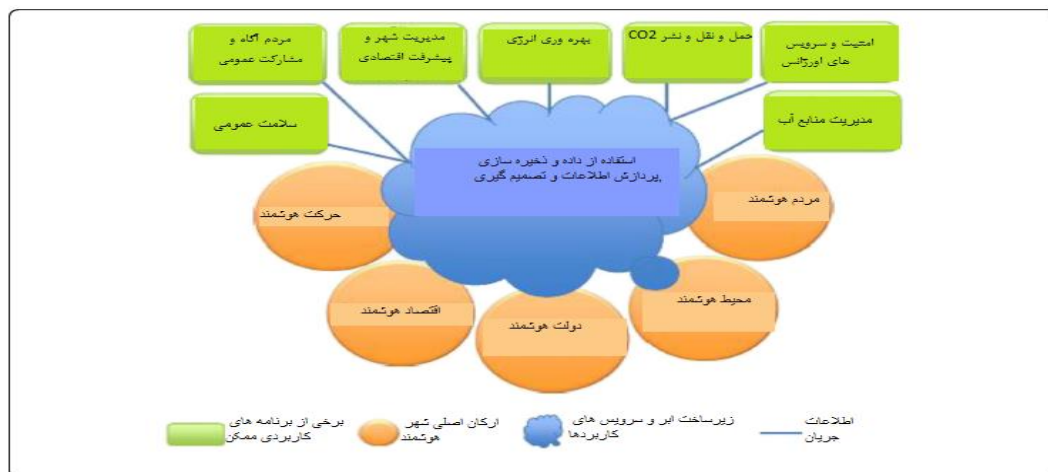 امنیت و سرویس
های اورژانس
حمل و نقل و نشر CO2
بهره وری انرژی
مدیریت شهر و
پیشرفت اقتصادی
مردم آگاه و
مشارکت عمومی
مدیریت منابع آب
سلامت عمومی
استفاده از داده و ذخیره سازی
پردازش اطلاعات و تصمیم گیری
مردم هوشمند
حرکت هوشمند
محیط هوشمند
دولت هوشمند
اقتصاد هوشمند
اطلاعات
جریان
زیرساخت ابر و سرویس های
کاربردها
ارکان اصلی شهر
هوشمند
برخی از برنامه های
کاربردی ممکن